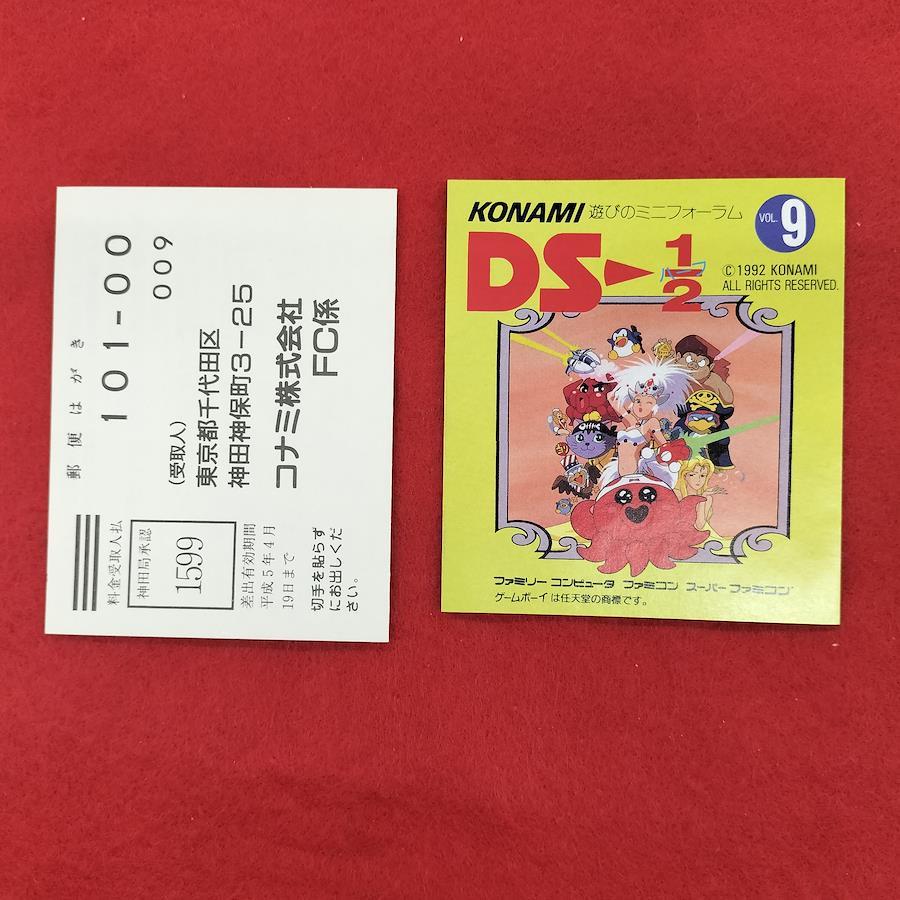 郵便はがき
101-00
009
(受取人)
東京都千代田区
神田神保町3-25
コナミ株式会社
FC係
料金受取人払
神田局承認
1599
差出有効期間
平成5年4月
19日まで
切手を貼らず
にお出しくだ
さい。
KONAMI 遊びのミニフォーラム
VOL. 9
DS
1
ハーフ
2
© 1992 KONAMI
ALL RIGHTS RESERVED.
ファミリーコンピュータ ファミコン スーパーファミコン
ゲームボーイは任天堂の商標です。